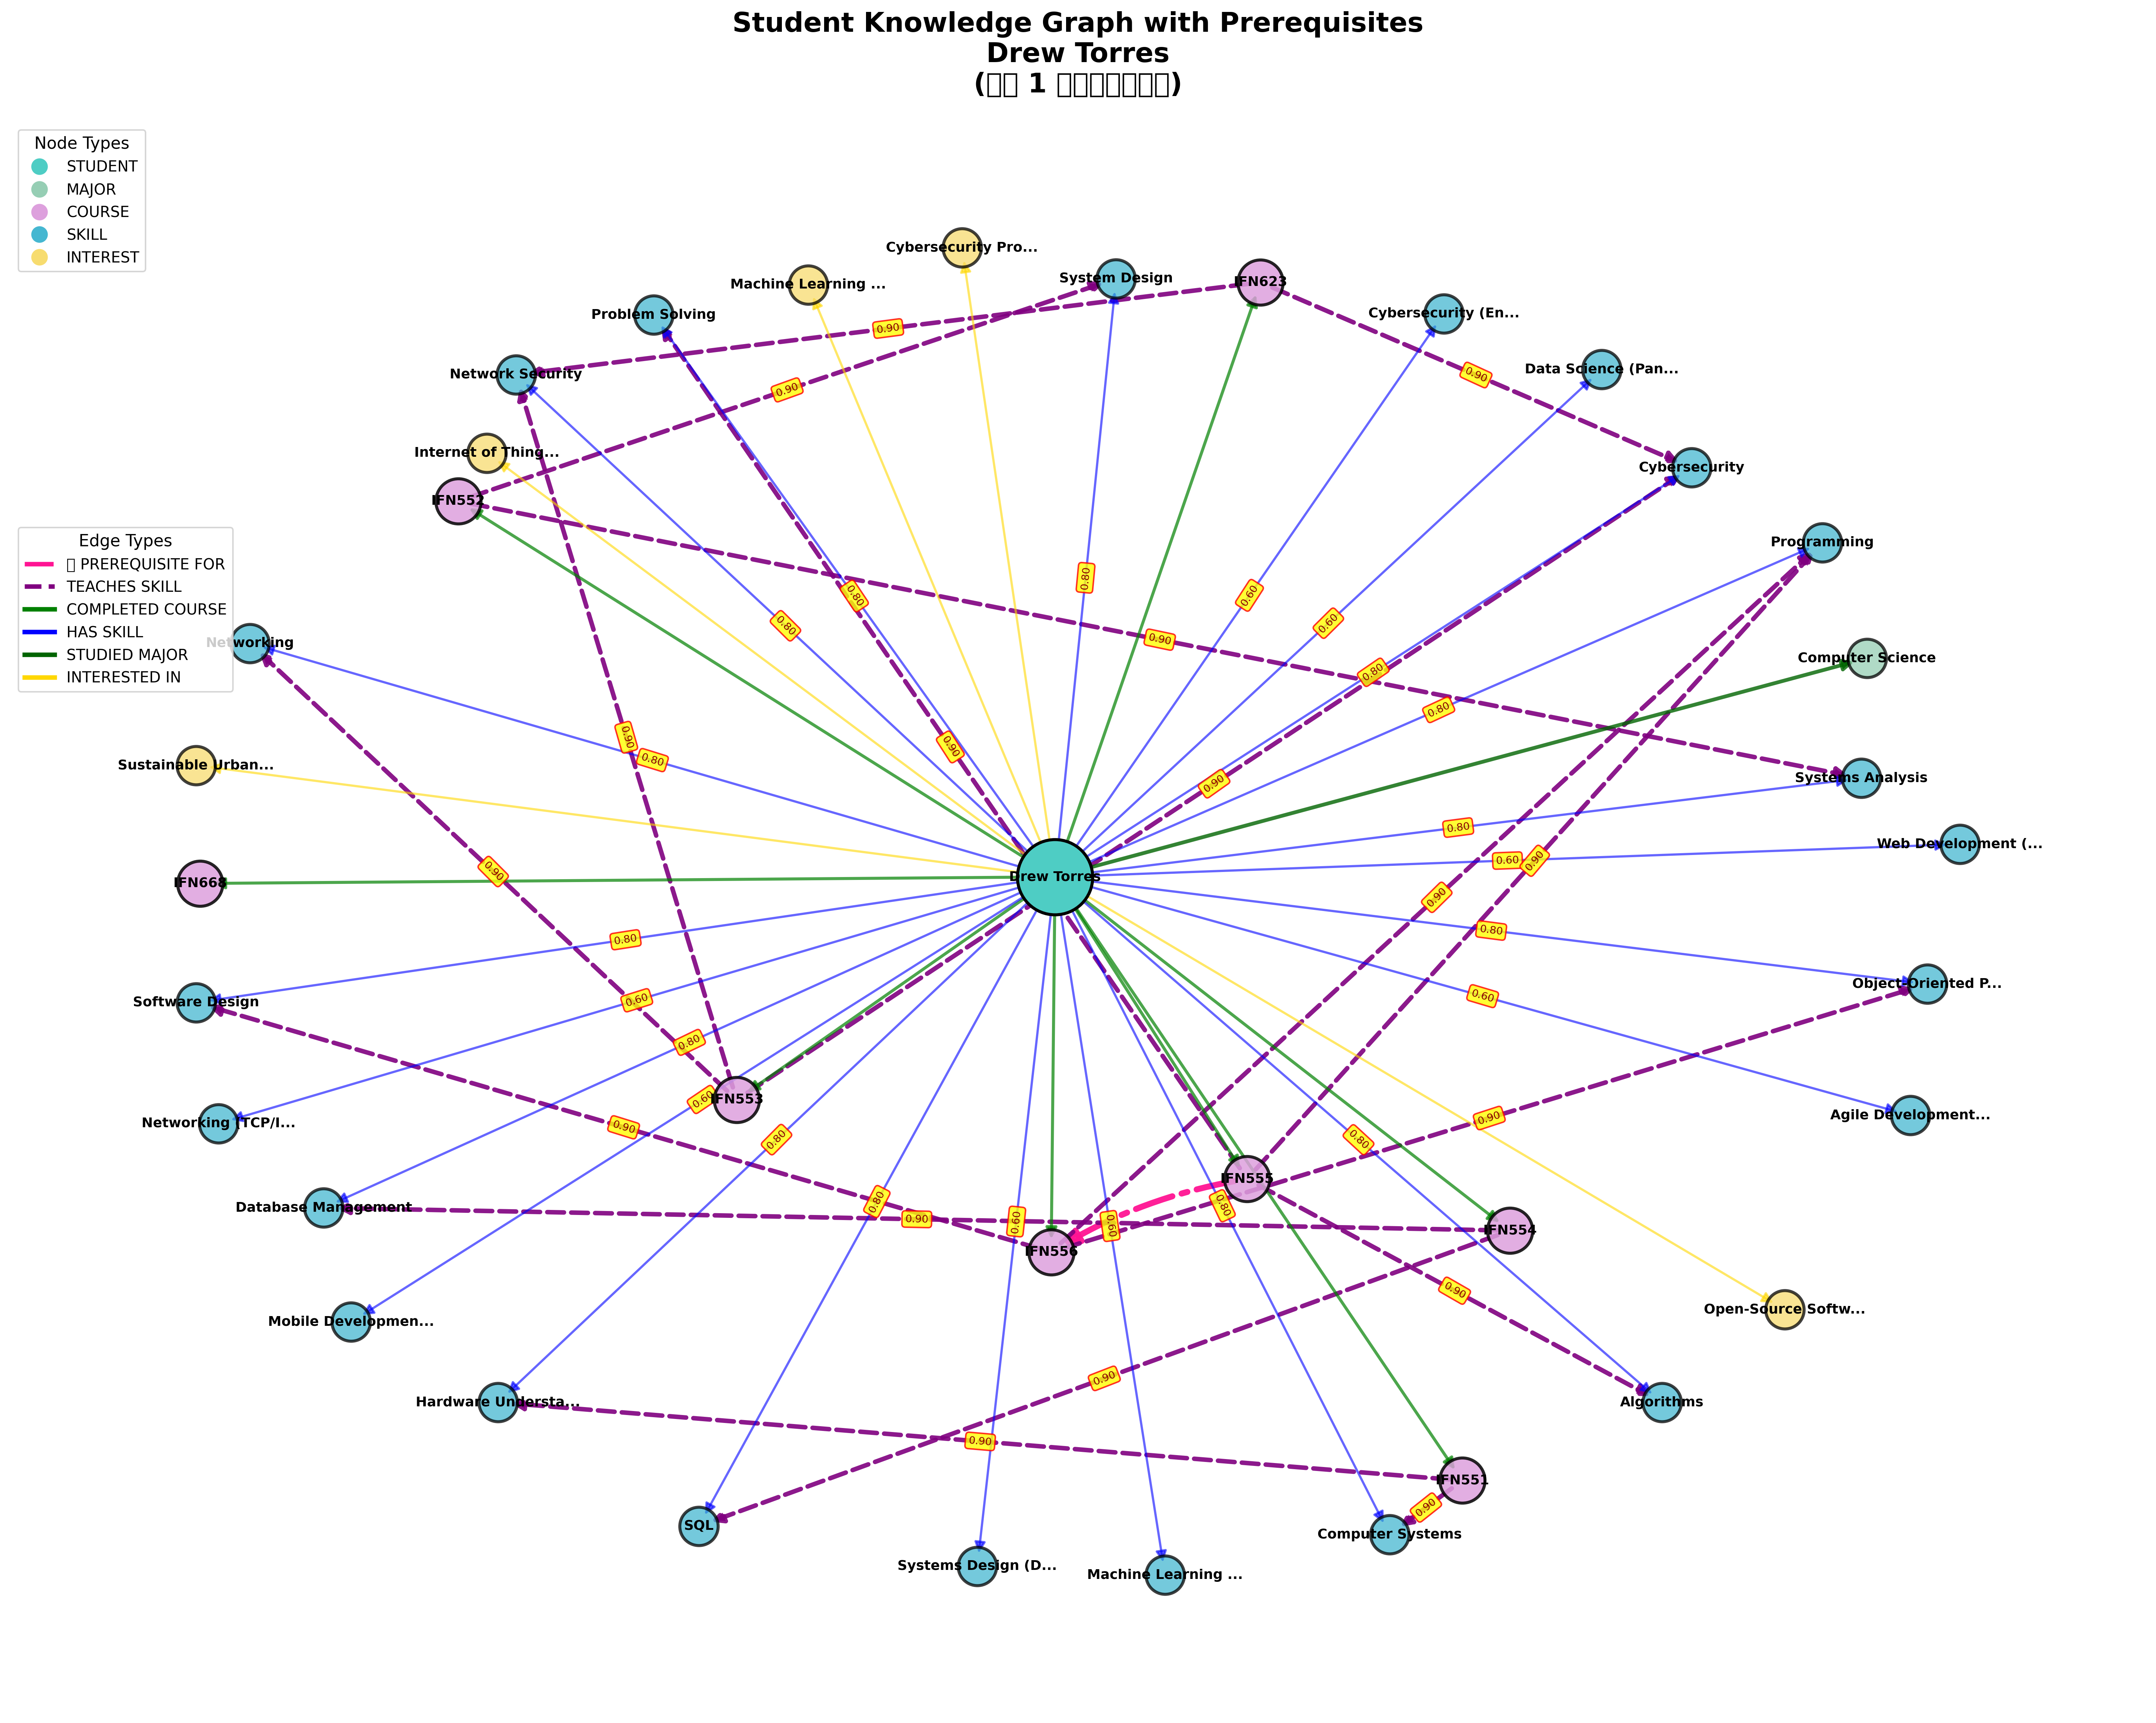 Student Knowledge Graph with Prerequisites
Drew Torres
(▯▯ 1 ▯▯▯▯▯▯▯)
Node Types
STUDENT
MAJOR
COURSE
SKILL
INTEREST
Edge Types
▯ PREREQUISITE FOR
TEACHES SKILL
COMPLETED COURSE
HAS SKILL
STUDIED MAJOR
INTERESTED IN
Cybersecurity Pro...
System Design
IFN623
Machine Learning ...
Problem Solving
Cybersecurity (En...
0.90
Data Science (Pan...
Network Security
0.90
0.90
Internet of Thing...
Cybersecurity
IFN552
Programming
0.80
0.80
0.60
0.80
0.60
0.90
Networking
Computer Science
0.80
0.80
0.90
0.90
0.80
Sustainable Urban...
Systems Analysis
0.90
0.80
Web Development (...
0.60
0.90
0.90
Drew Torres
IFN668
0.90
0.80
0.80
Object-Oriented P...
0.60
0.60
Software Design
0.80
0.60
IFN553
Agile Development...
0.90
Networking (TCP/I...
0.90
0.80
0.80
IFN555
0.80
0.80
Database Management
0.90
0.60
0.60
IFN554
IFN556
0.90
Open-Source Softw...
Mobile Developmen...
0.90
Hardware Understa...
Algorithms
0.90
IFN551
0.90
SQL
Computer Systems
Systems Design (D...
Machine Learning ...